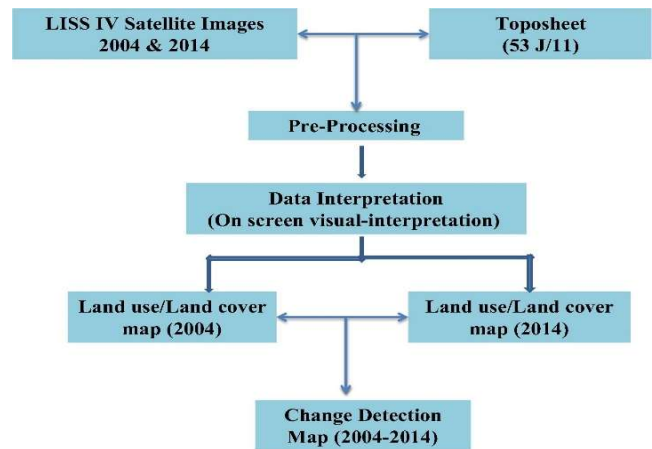 LISS IV Satellite Images
2004 & 2014
Toposheet
(53 J/11)
Pre-Processing
Data Interpretation
(On screen visual-interpretation)
Land use/Land cover
map (2004)
Land use/Land cover
map (2014)
Change Detection
Map (2004-2014)